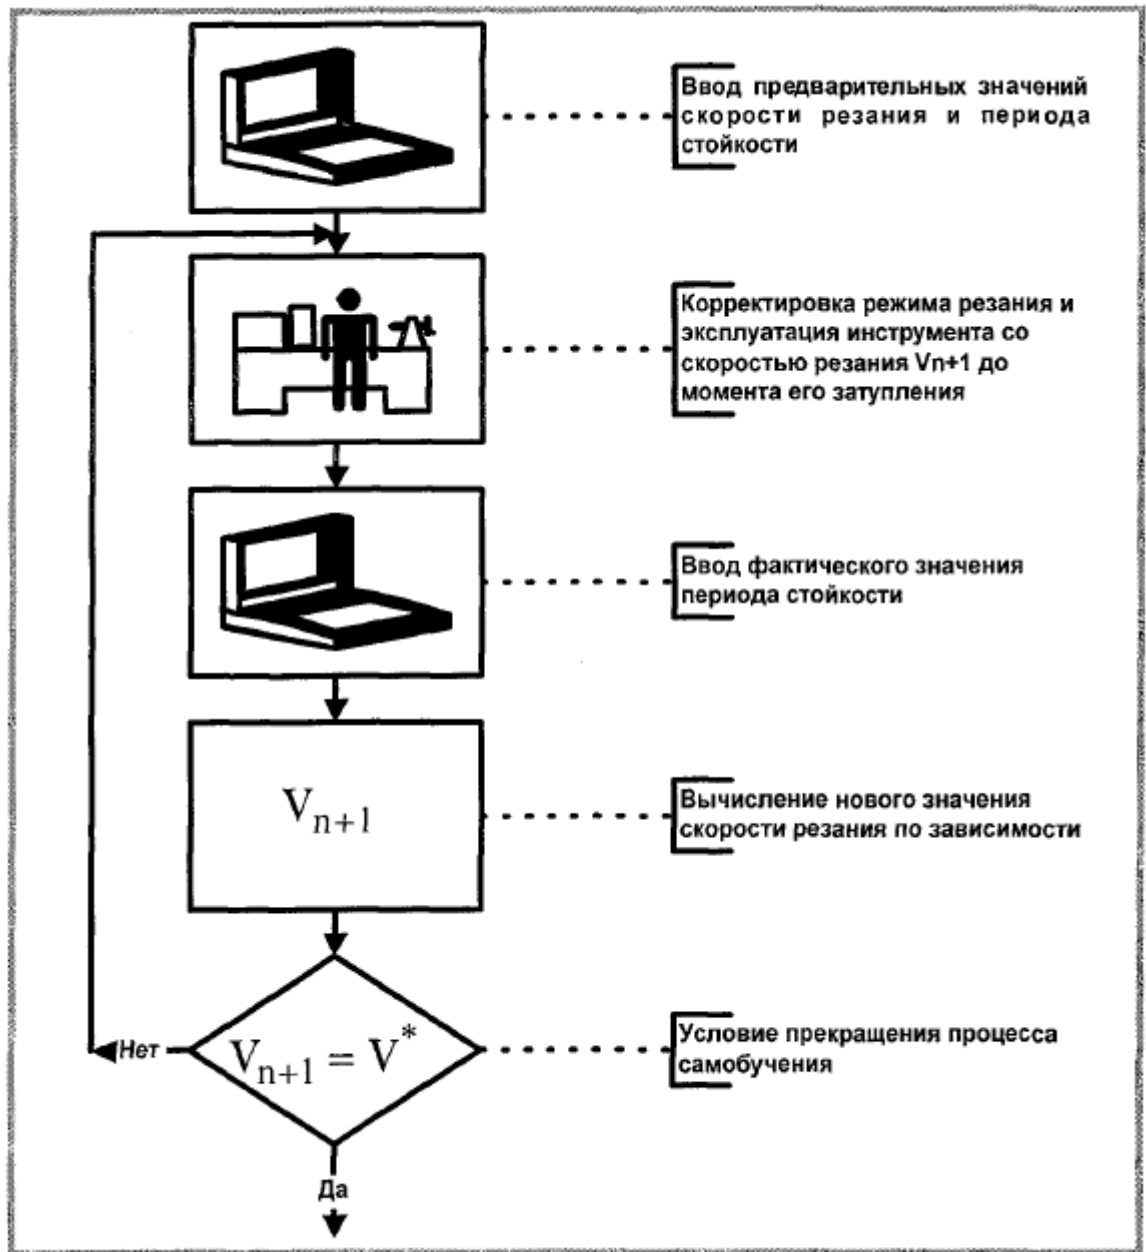 Ввод предварительных значений
скорости резания и периода
стойкости
Корректировка режима резания и
эксплуатация инструмента со
скоростью резания Vn+1 до
момента его затупления
Ввод фактического значения
периода стойкости
V_{n+1}
Вычисление нового значения
скорости резания по зависимости
Нет
V_{n+1} = V^*
Условие прекращения процесса
самобучения
Да